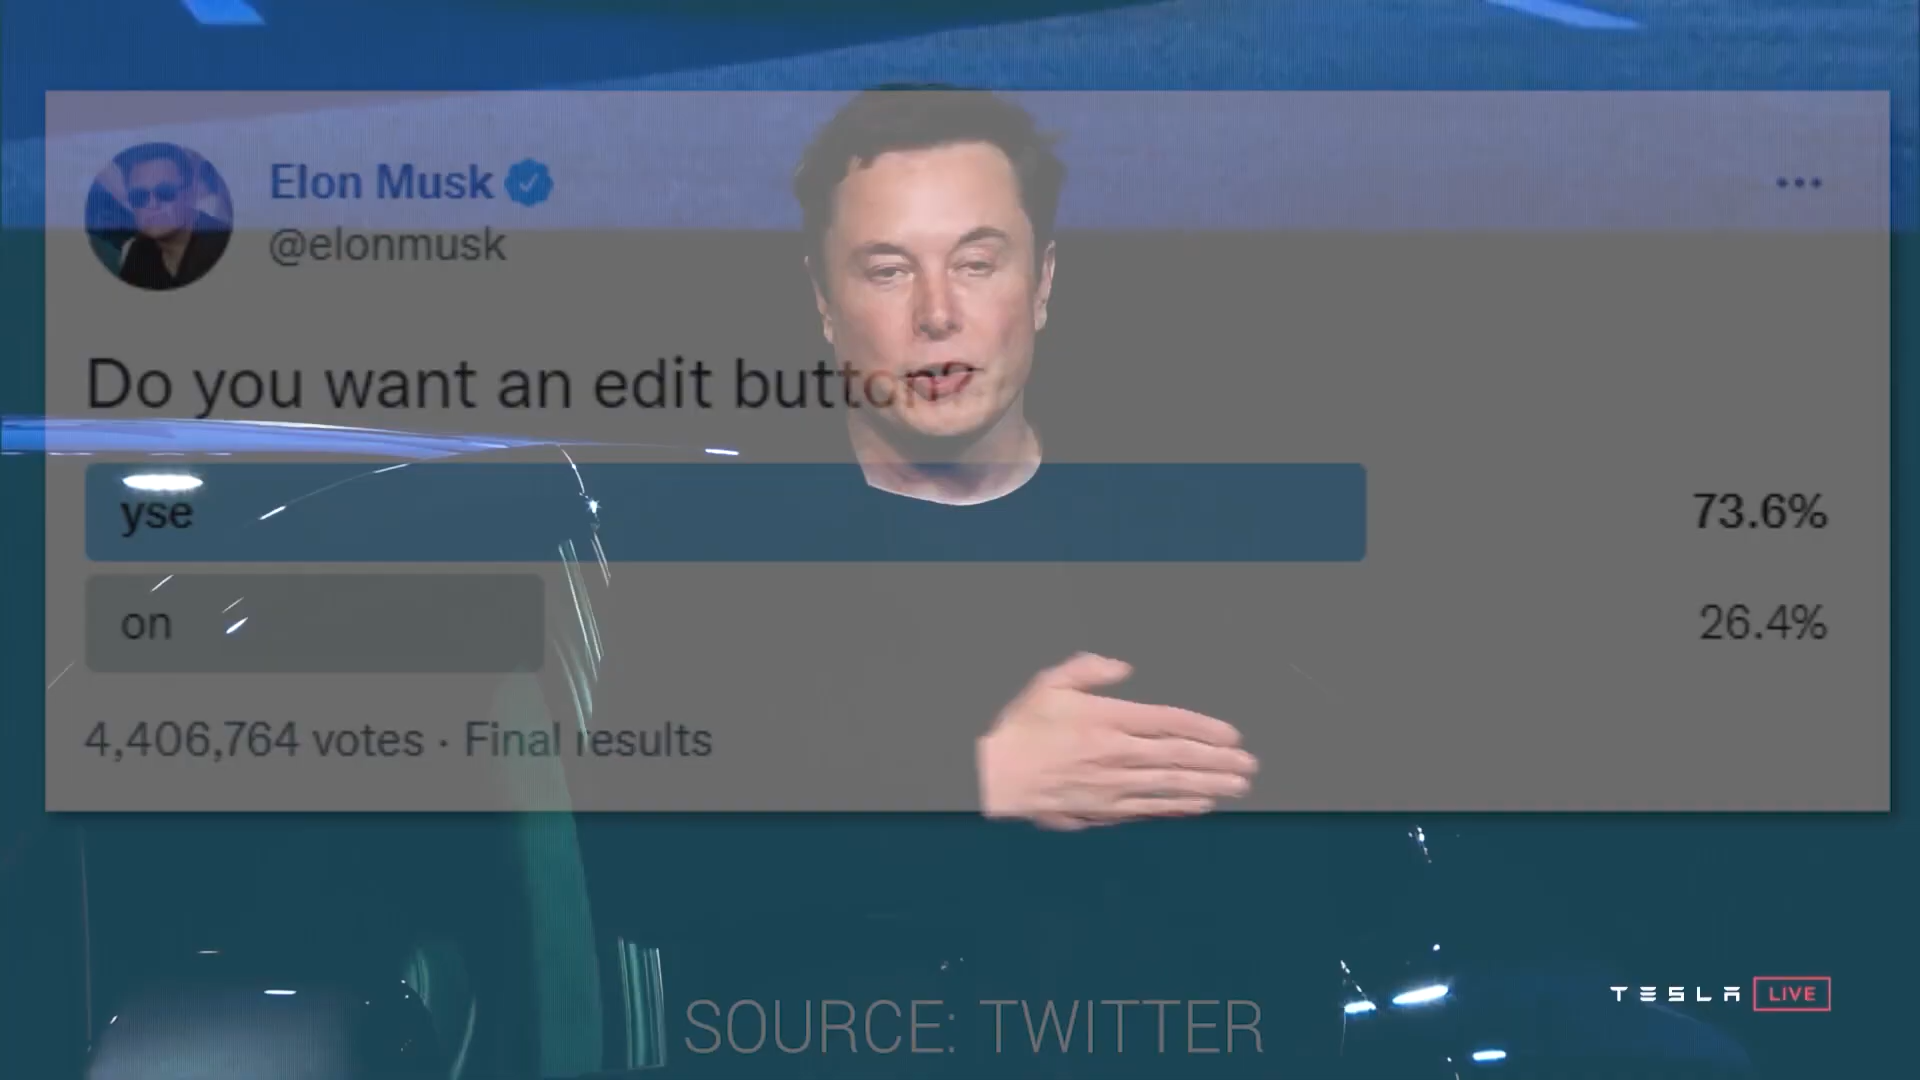 Elon Musk
@elonmusk
Do you want an edit button?
yse 73.6%
on 26.4%
4,406,764 votes · Final results
TESLA LIVE
SOURCE: TWITTER